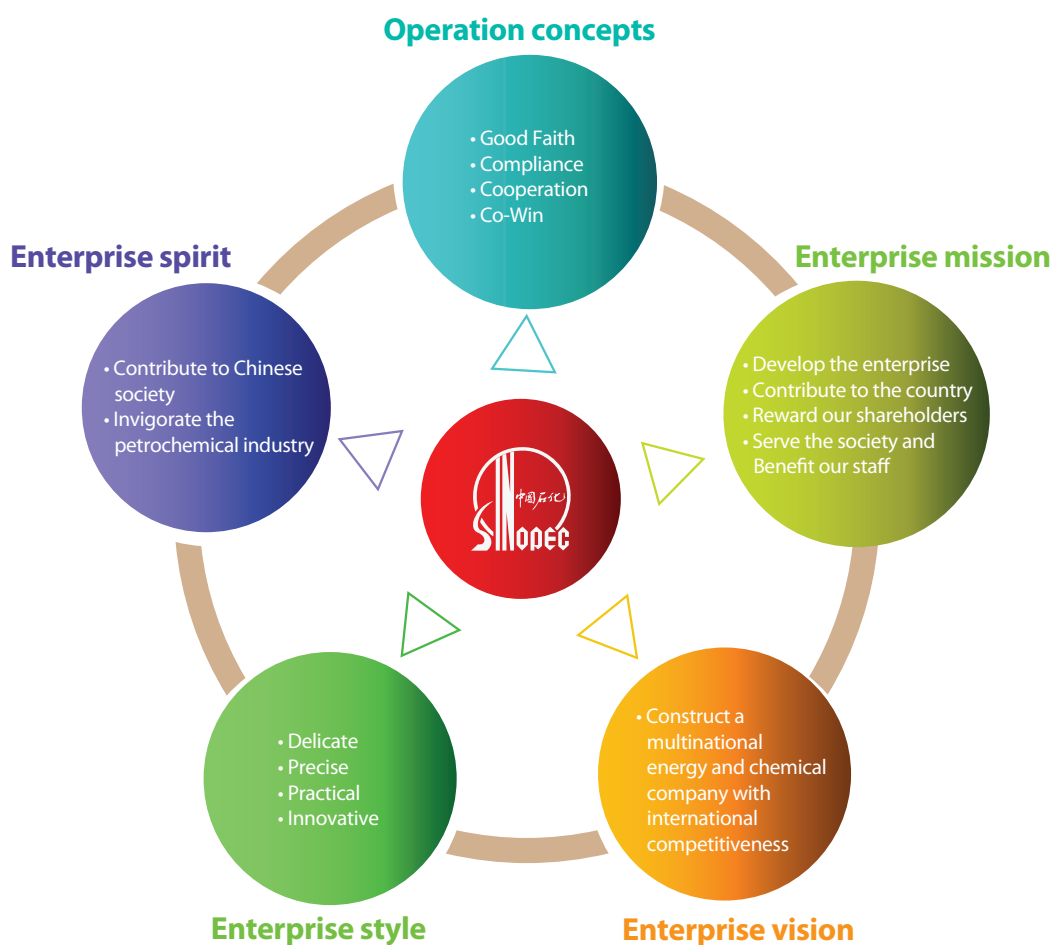 Operation concepts
• Good Faith
• Compliance
• Cooperation
• Co-Win
Enterprise spirit
• Contribute to Chinese
society
• Invigorate the
petrochemical industry
Enterprise mission
• Develop the enterprise
• Contribute to the country
• Reward our shareholders
• Serve the society and
Benefit our staff
中国石化
SINOPEC
• Delicate
• Precise
• Practical
• Innovative
Enterprise style
• Construct a
multinational
energy and chemical
company with
international
competitiveness
Enterprise vision